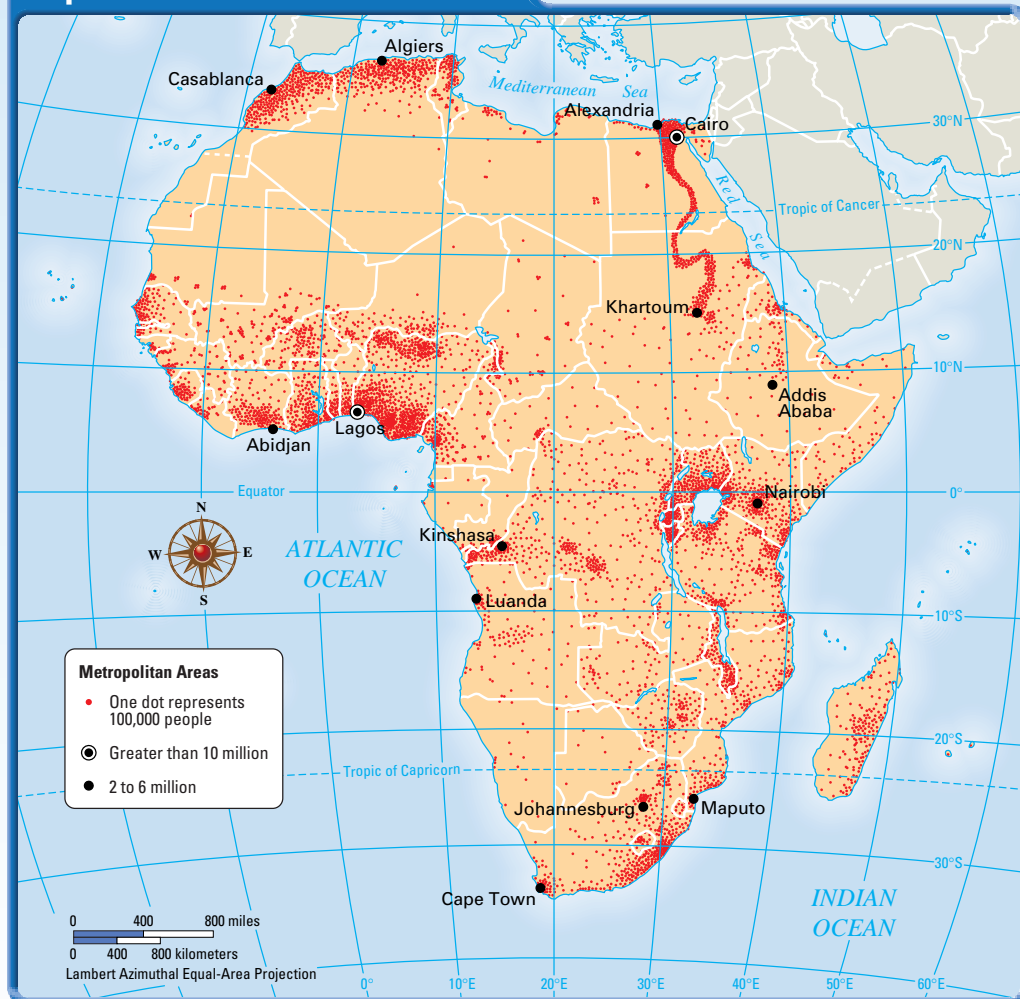 Algiers
Casablanca
Mediterranean Sea
Alexandria
Cairo
30°N
Red Sea
Tropic of Cancer
20°N
Khartoum
10°N
Addis
Ababa
Lagos
Abidjan
Equator
Nairobi
0°
N
W
E
S
Kinshasa
ATLANTIC
OCEAN
Luanda
10°S
Metropolitan Areas
One dot represents
100,000 people
Greater than 10 million
2 to 6 million
20°S
Tropic of Capricorn
Johannesburg
Maputo
30°S
Cape Town
INDIAN
OCEAN
0 400 800 miles
0 400 800 kilometers
Lambert Azimuthal Equal-Area Projection
0° 10°E 20°E 30°E 40°E 50°E 60°E